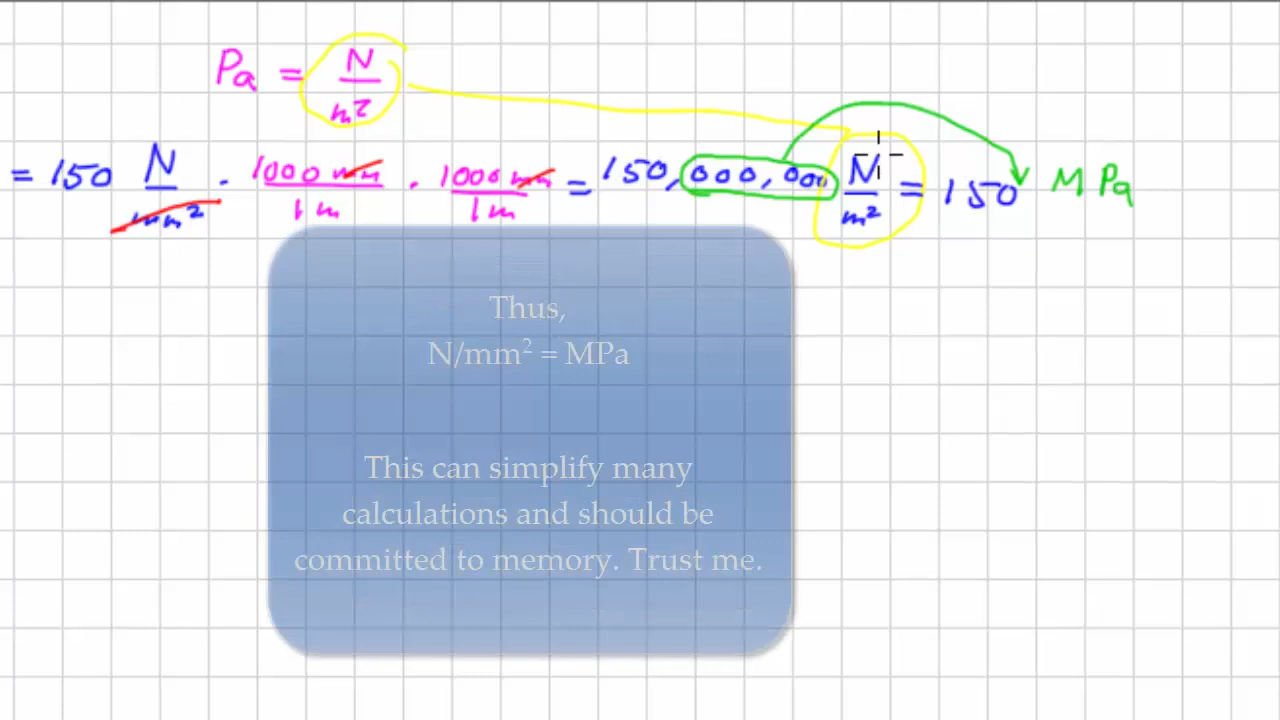 Pa = N/m²
= 150 N/mm² · 1000 mm/1 m · 1000 mm/1 m = 150,000,000 N/m² = 150 MPa
Thus,
N/mm² = MPa
This can simplify many
calculations and should be
committed to memory. Trust me.